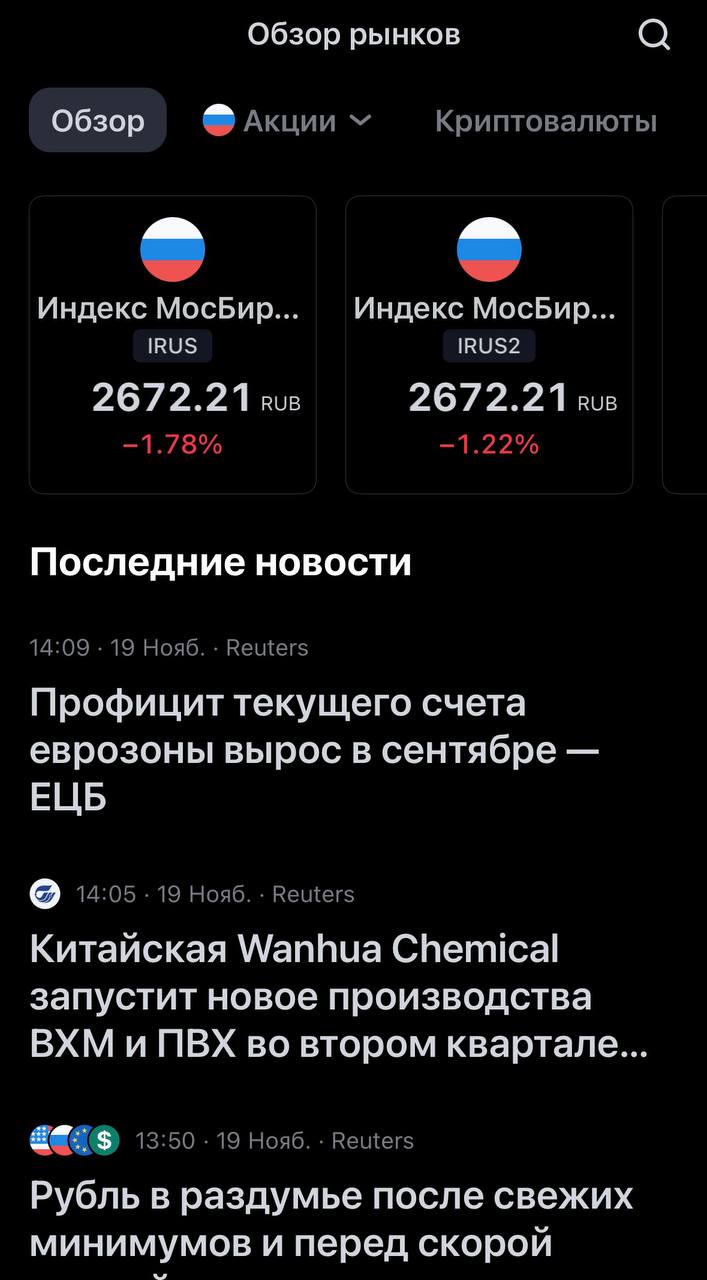 Обзор рынков
Обзор
Акции
Криптовалюты
Индекс МосБир...
IRUS
2672.21 RUB
−1.78%
Индекс МосБир...
IRUS2
2672.21 RUB
−1.22%
Последние новости
14:09 · 19 Нояб. · Reuters
Профицит текущего счета
еврозоны вырос в сентябре —
ЕЦБ
14:05 · 19 Нояб. · Reuters
Китайская Wanhua Chemical
запустит новое производства
ВХМ и ПВХ во втором квартале...
$ 13:50 · 19 Нояб. · Reuters
Рубль в раздумье после свежих
минимумов и перед скорой